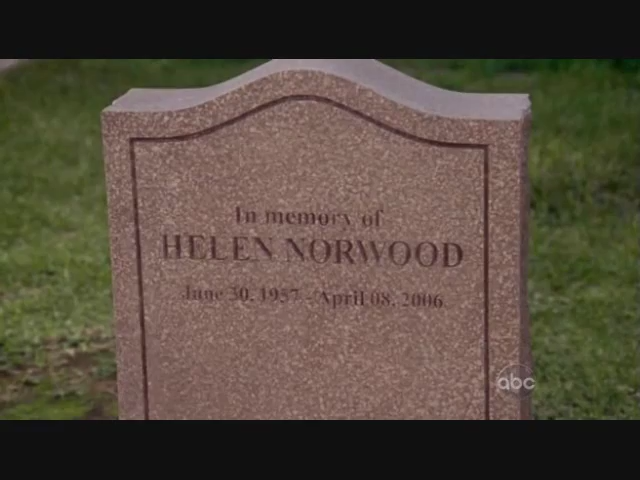 In memory of
HELEN NORWOOD
June 30, 1957 - April 08, 2006
abc